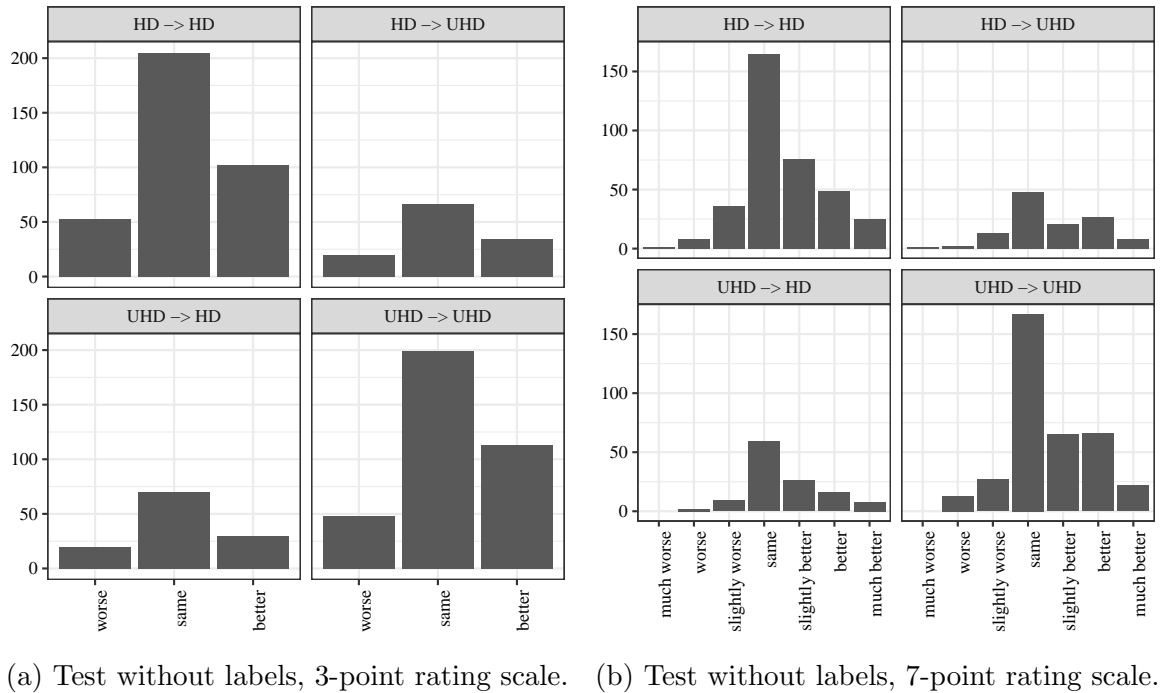 HD −> HD
HD −> UHD
200
150
100
50
0
UHD −> HD
UHD −> UHD
200
150
100
50
0
worse
same
better
worse
same
better
HD −> HD
HD −> UHD
150
100
50
0
UHD −> HD
UHD −> UHD
150
100
50
0
much worse
worse
slightly worse
same
slightly better
better
much better
much worse
worse
slightly worse
same
slightly better
better
much better
(a) Test without labels, 3-point rating scale.
(b) Test without labels, 7-point rating scale.